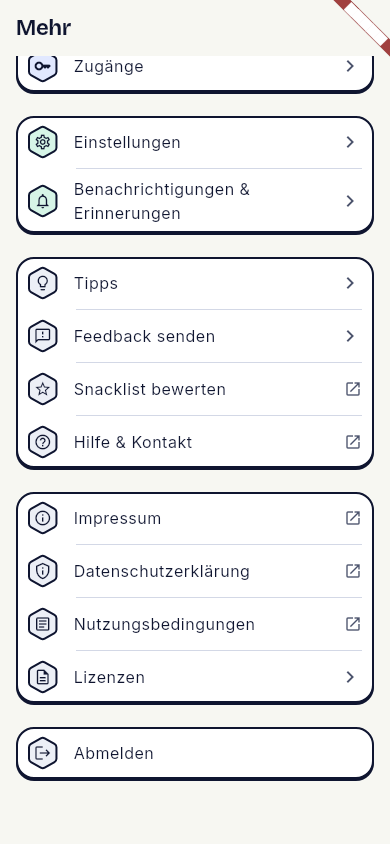 Mehr
Zugänge
Einstellungen
Benachrichtigungen &
Erinnerungen
Tipps
Feedback senden
Snacklist bewerten
Hilfe & Kontakt
Impressum
Datenschutzerklärung
Nutzungsbedingungen
Lizenzen
Abmelden